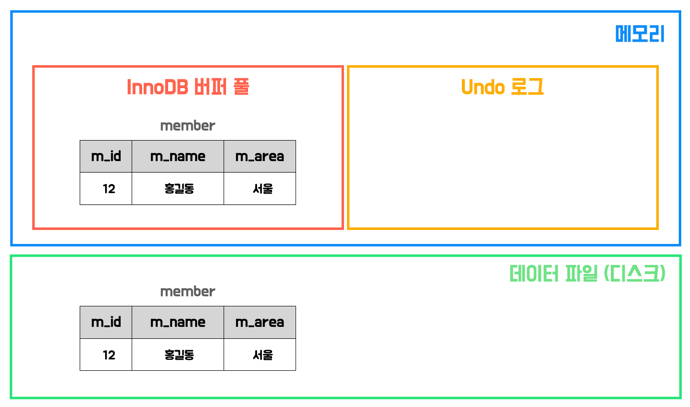 메모리
InnoDB 버퍼 풀
Undo 로그
member
m_id m_name m_area
12 홍길동 서울
데이터 파일 (디스크)
member
m_id m_name m_area
12 홍길동 서울